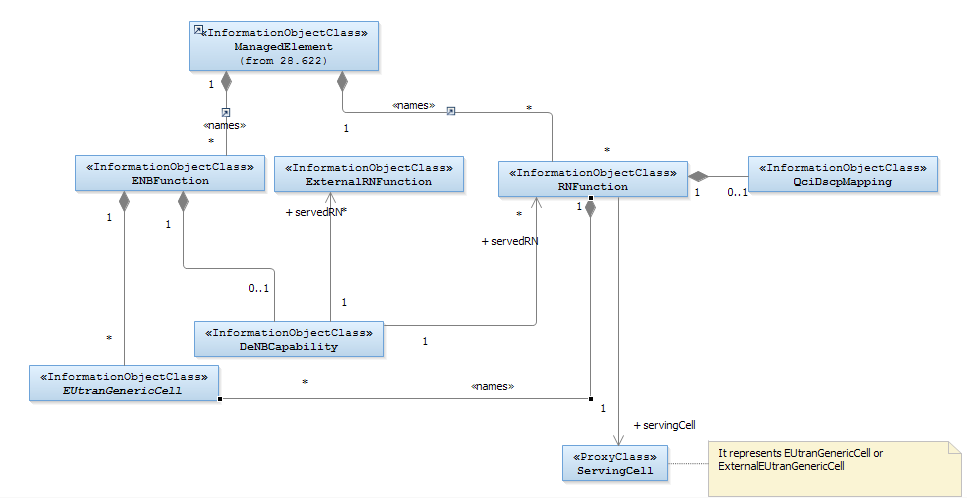 «InformationObjectClass»
ManagedElement
(from 28.622)
1
«names»
*
1
«names»
*
*
«InformationObjectClass»
ENBFunction
«InformationObjectClass»
ExternalRNFunction
«InformationObjectClass»
RNFunction
1
0..1
«InformationObjectClass»
QciDscpMapping
1
1
+ servedRN
*
*
1
+ servedRN
0..1
1
«InformationObjectClass»
DeNBCapability
1
*
«InformationObjectClass»
EUtranGenericCell
*
«names»
1
+ servingCell
«ProxyClass»
ServingCell
It represents EUtranGenericCell or
ExternalEUtranGenericCell